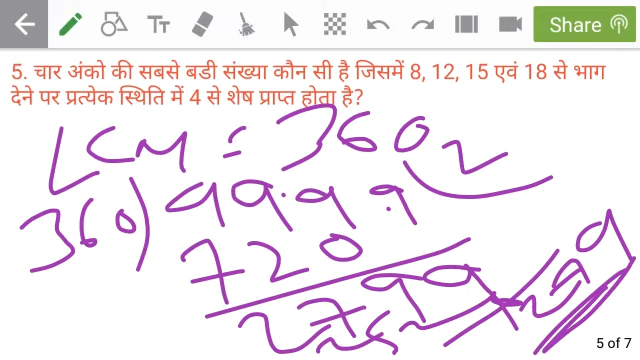 Share
5. चार अंको की सबसे बडी संख्या कौन सी है जिसमें 8, 12, 15 एवं 18 से भाग
देने पर प्रत्येक स्थिति में 4 से शेष प्राप्त होता है?
LCM = 360
360) 9999
720
2799
5 of 7